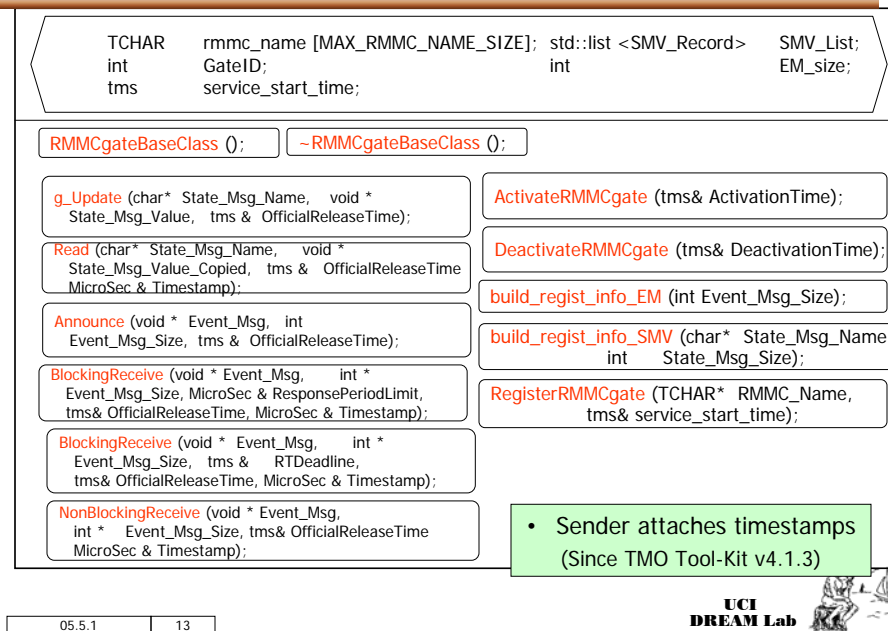 TCHAR rmmc_name [MAX_RMMC_NAME_SIZE]; std::list <SMV_Record> SMV_List;
int GateID; int EM_size;
tms service_start_time;
RMMCgateBaseClass (); ~RMMCgateBaseClass ();
g_Update (char* State_Msg_Name, void *
State_Msg_Value, tms & OfficialReleaseTime);
Read (char* State_Msg_Name, void *
State_Msg_Value_Copied, tms & OfficialReleaseTime
MicroSec & Timestamp);
Announce (void * Event_Msg, int
Event_Msg_Size, tms & OfficialReleaseTime);
BlockingReceive (void * Event_Msg, int *
Event_Msg_Size, MicroSec & ResponsePeriodLimit,
tms& OfficialReleaseTime, MicroSec & Timestamp);
BlockingReceive (void * Event_Msg, int *
Event_Msg_Size, tms & RTDeadline,
tms& OfficialReleaseTime, MicroSec & Timestamp);
NonBlockingReceive (void * Event_Msg,
int * Event_Msg_Size, tms& OfficialReleaseTime
MicroSec & Timestamp);
ActivateRMMCgate (tms& ActivationTime);
DeactivateRMMCgate (tms& DeactivationTime);
build_regist_info_EM (int Event_Msg_Size);
build_regist_info_SMV (char* State_Msg_Name
int State_Msg_Size);
RegisterRMMCgate (TCHAR* RMMC_Name,
tms& service_start_time);
• Sender attaches timestamps
(Since TMO Tool-Kit v4.1.3)
05.5.1 13
UCI
DREAM Lab